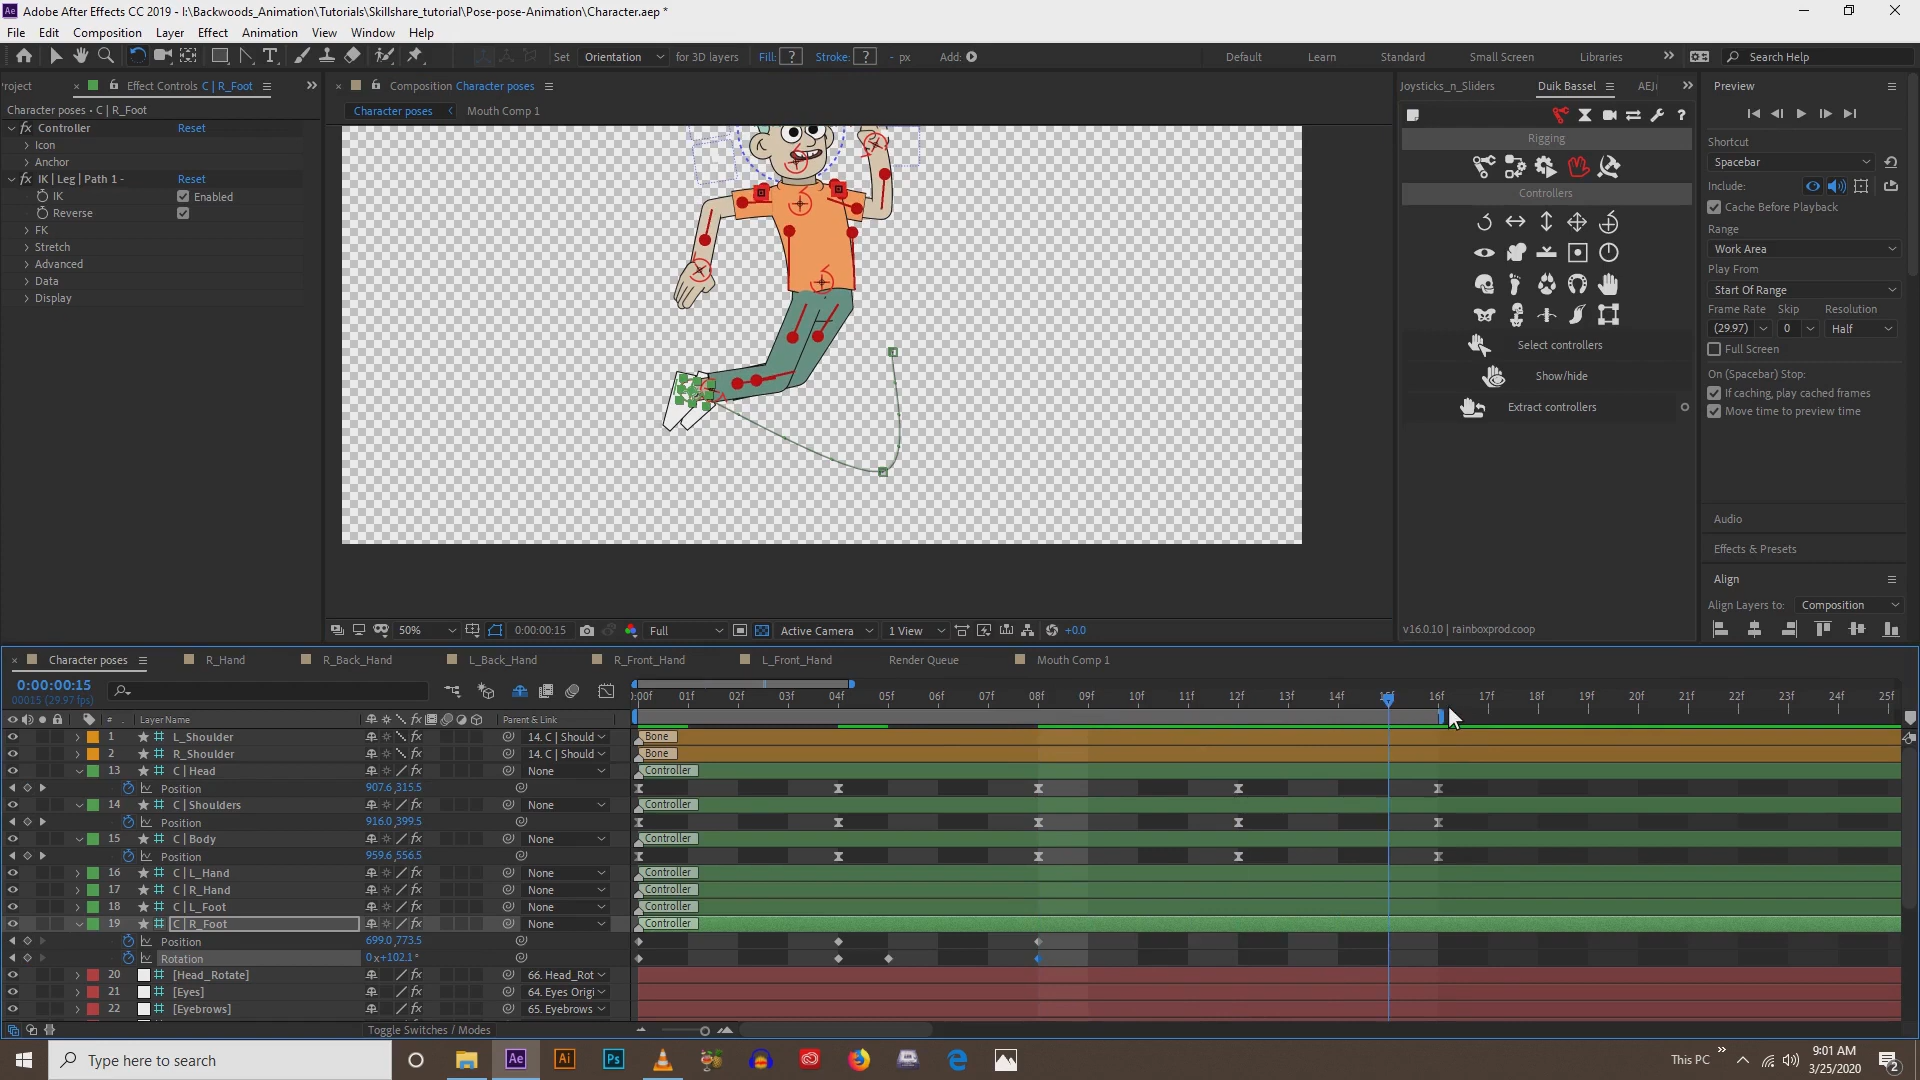 Adobe After Effects CC 2019 - I:\Backwoods_Animation\Tutorials\Skillshare_tutorial\Pose-pose-Animation\Character.aep *
File Edit Composition Layer Effect Animation View Window Help
Set Orientation for 3D layers Fill: ? Stroke: ? - px Add: Default Learn Standard Small Screen Libraries Search Help
roject Effect Controls C | R_Foot
Composition Character poses
Joysticks_n_Sliders Duik Bassel AEJ
Preview
Character poses • C | R_Foot
Character poses Mouth Comp 1
fx Controller Reset
Icon
Anchor
fx IK | Leg | Path 1 - Reset
IK Enabled
Reverse
FK
Stretch
Advanced
Data
Display
Rigging
Controllers
Select controllers
Show/hide
Extract controllers
v16.0.10 | rainboxprod.coop
Shortcut
Spacebar
Include:
Cache Before Playback
Range
Work Area
Play From
Start Of Range
Frame Rate Skip Resolution
(29.97) 0 Half
Full Screen
On (Spacebar) Stop:
If caching, play cached frames
Move time to preview time
Audio
Effects & Presets
Align
Align Layers to: Composition
50% 0:00:00:15 Full Active Camera 1 View +0.0
Character poses R_Hand R_Back_Hand L_Back_Hand R_Front_Hand L_Front_Hand Render Queue Mouth Comp 1
0:00:00:15
00015 (29.97 fps)
:00f 01f 02f 03f 04f 05f 06f 07f 08f 09f 10f 11f 12f 13f 14f 15f 16f 17f 18f 19f 20f 21f 22f 23f 24f 25f
# Layer Name Parent & Link
1 L_Shoulder 14. C | Should Bone
2 R_Shoulder 14. C | Should Bone
13 C | Head None Controller
Position 907.6,315.5
14 C | Shoulders None Controller
Position 916.0,399.5
15 C | Body None Controller
Position 959.6,556.5
16 C | L_Hand None Controller
17 C | R_Hand None Controller
18 C | L_Foot None Controller
19 C | R_Foot None Controller
Position 699.0,773.5
Rotation 0x+102.1°
20 [Head_Rotate] 66. Head_Rot
21 [Eyes] 64. Eyes Origi
22 [Eyebrows] 65. Eyebrows
Toggle Switches / Modes
Type here to search
Ae Ai Ps
This PC
9:01 AM
3/25/2020
2